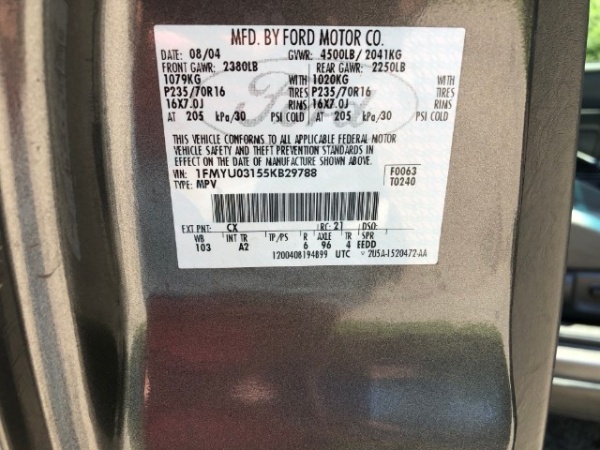 MFD. BY FORD MOTOR CO.
DATE: 08/04 GVWR: 4500LB/ 2041KG
FRONT GAWR: 2380LB REAR GAWR: 2250LB
1079KG WITH 1020KG WITH
P235/70R16 TIRES P235/70R16 TIRES
16X7.0J RIMS 16X7.0J RIMS
AT 205 kPa/30 PSI COLD AT 205 kPa/30 PSI COLD
Ford
THIS VEHICLE CONFORMS TO ALL APPLICABLE FEDERAL MOTOR
VEHICLE SAFETY AND THEFT PREVENTION STANDARDS IN
EFFECT ON THE DATE OF MANUFACTURE SHOWN ABOVE.
VIN: 1FMYU03155KB29788 F0063
TYPE: MPV T0240
EXT PNT: CX RC: 21 DSO:
WB INT TR TP/PS R AXLE TR SPR
103 A2 6 96 4 EEDD
1200408194899 UTC 2U5A-1520472-AA